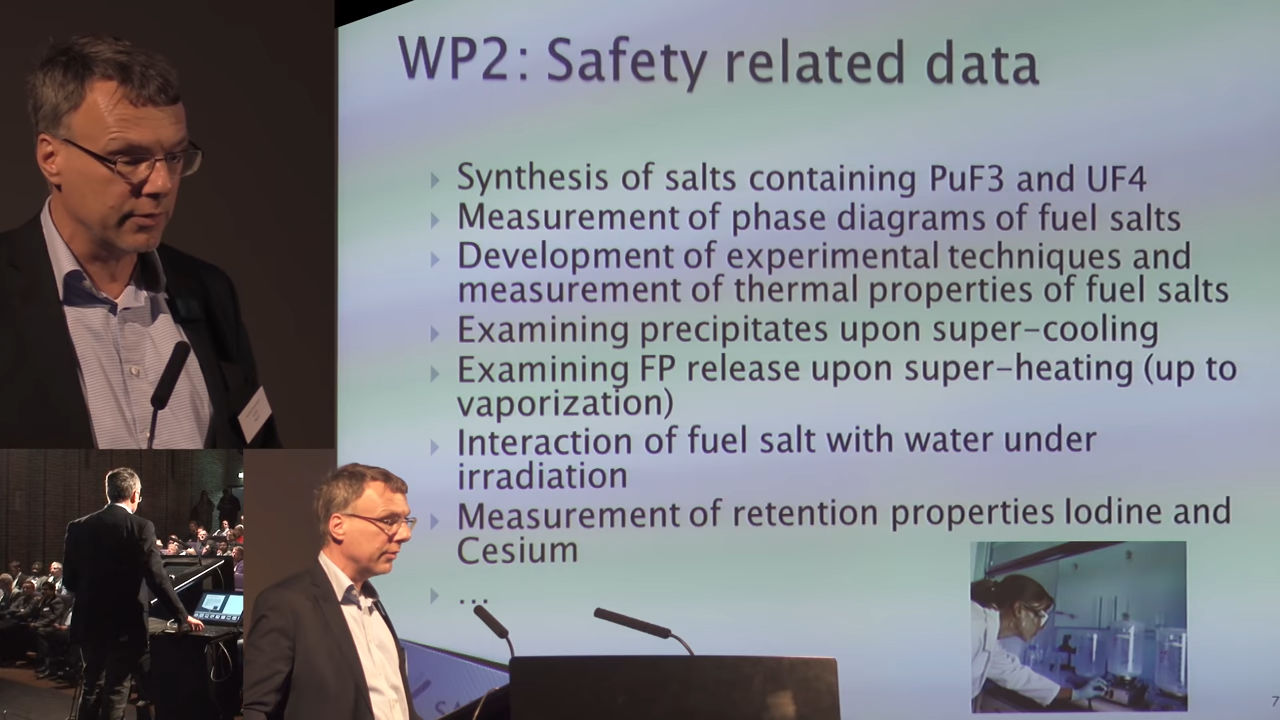 WP2: Safety related data
Synthesis of salts containing PuF3 and UF4
Measurement of phase diagrams of fuel salts
Development of experimental techniques and
measurement of thermal properties of fuel salts
Examining precipitates upon super-cooling
Examining FP release upon super-heating (up to
vaporization)
Interaction of fuel salt with water under
irradiation
Measurement of retention properties Iodine and
Cesium
...
7